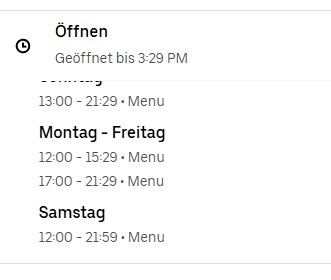 Öffnen
Geöffnet bis 3:29 PM
Sonntag
13:00 - 21:29 • Menu
Montag - Freitag
12:00 - 15:29 • Menu
17:00 - 21:29 • Menu
Samstag
12:00 - 21:59 • Menu